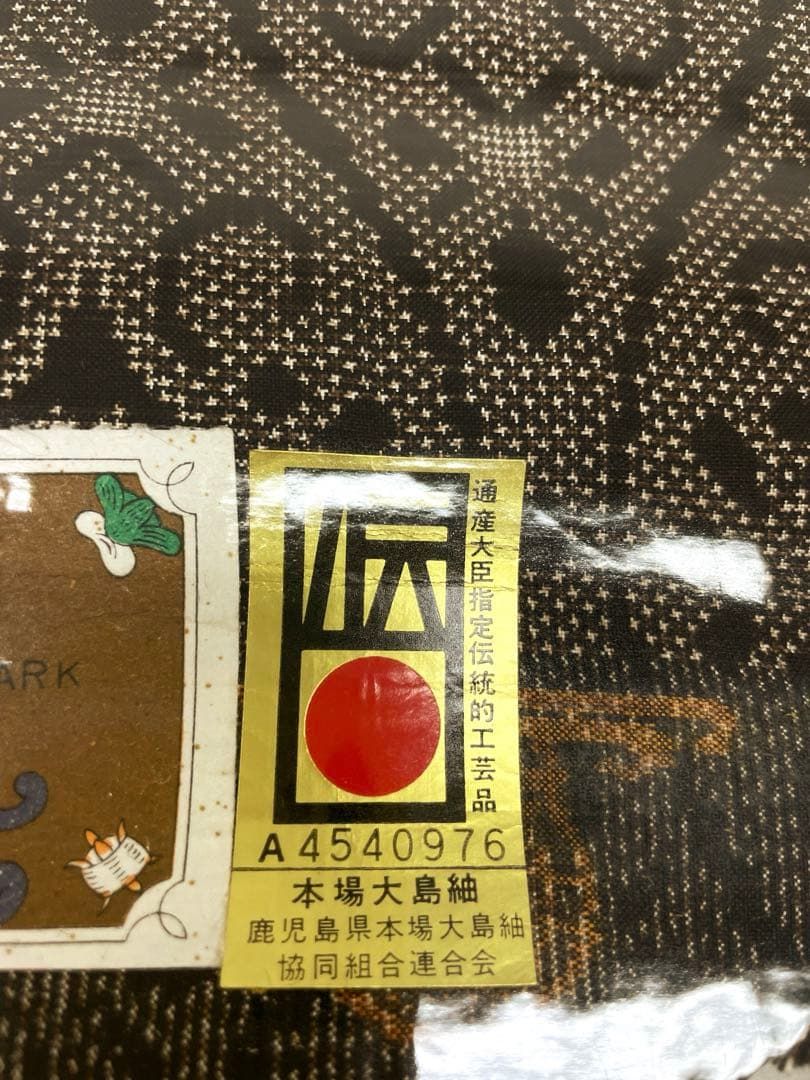 ARK
伝
通産大臣指定伝統的工芸品
A4540976
本場大島紬
鹿児島県本場大島紬
協同組合連合会